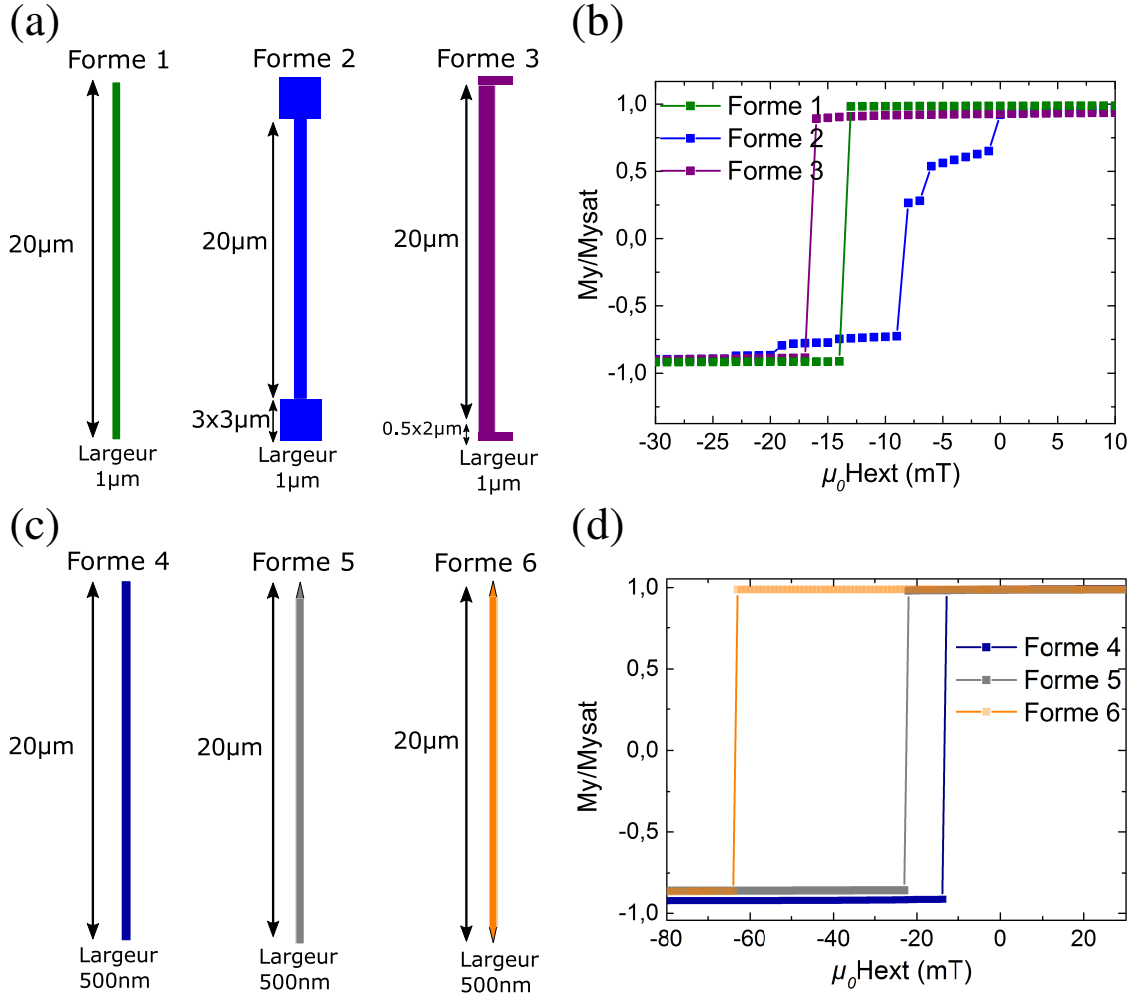 (a)
Forme 1
Forme 2
Forme 3
20µm
20µm
20µm
3x3µm
0.5x2µm
Largeur
1µm
Largeur
1µm
Largeur
1µm
(b)
1,0
0,5
0,0
-0,5
-1,0
My/Mysat
Forme 1
Forme 2
Forme 3
-30 -25 -20 -15 -10 -5 0 5 10
µ0Hext (mT)
(c)
Forme 4
Forme 5
Forme 6
20µm
20µm
20µm
Largeur
500nm
Largeur
500nm
Largeur
500nm
(d)
1,0
0,5
0,0
-0,5
-1,0
My/Mysat
Forme 4
Forme 5
Forme 6
-80 -60 -40 -20 0 20
µ0Hext (mT)